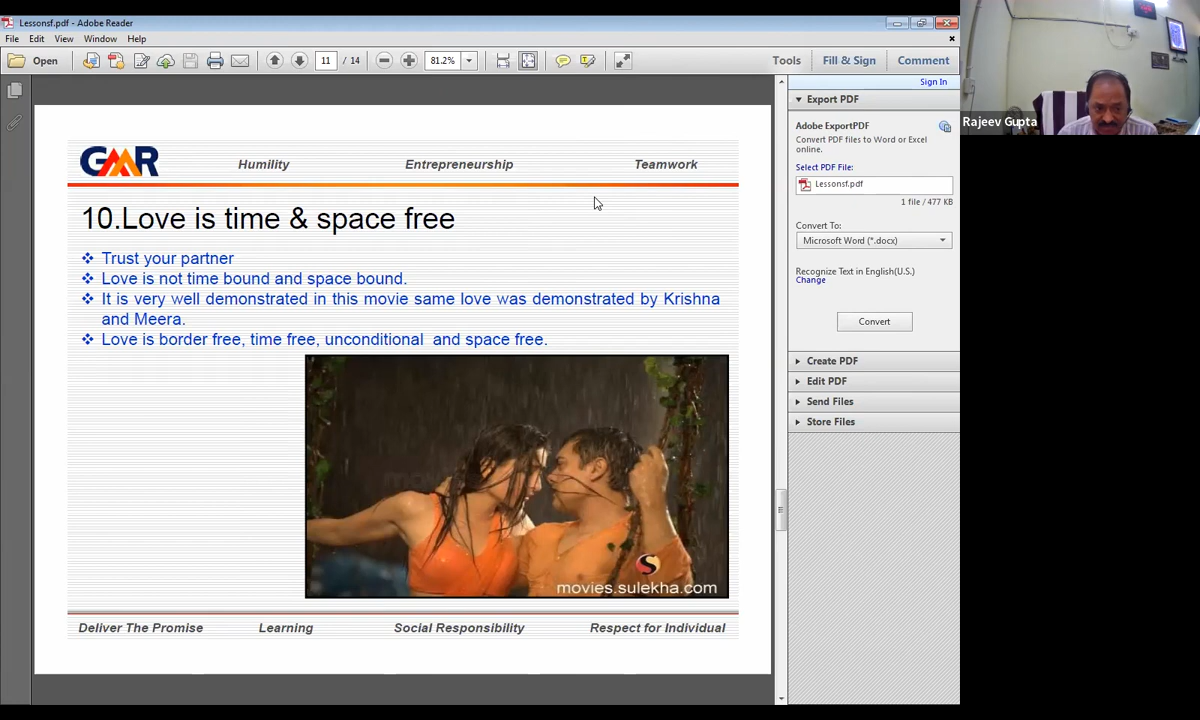 Lessonsf.pdf - Adobe Reader
File Edit View Window Help
Open 11 / 14 81.2% Tools Fill & Sign Comment
Sign In
Export PDF
Adobe ExportPDF
Convert PDF files to Word or Excel
online.
Select PDF File:
Lessonsf.pdf
1 file / 477 KB
Convert To:
Microsoft Word (*.docx)
Recognize Text in English(U.S.)
Change
Convert
Create PDF
Edit PDF
Send Files
Store Files
GMR Humility Entrepreneurship Teamwork
10.Love is time & space free
Trust your partner
Love is not time bound and space bound.
It is very well demonstrated in this movie same love was demonstrated by Krishna
and Meera.
Love is border free, time free, unconditional and space free.
movies.sulekha.com
Deliver The Promise Learning Social Responsibility Respect for Individual
Rajeev Gupta